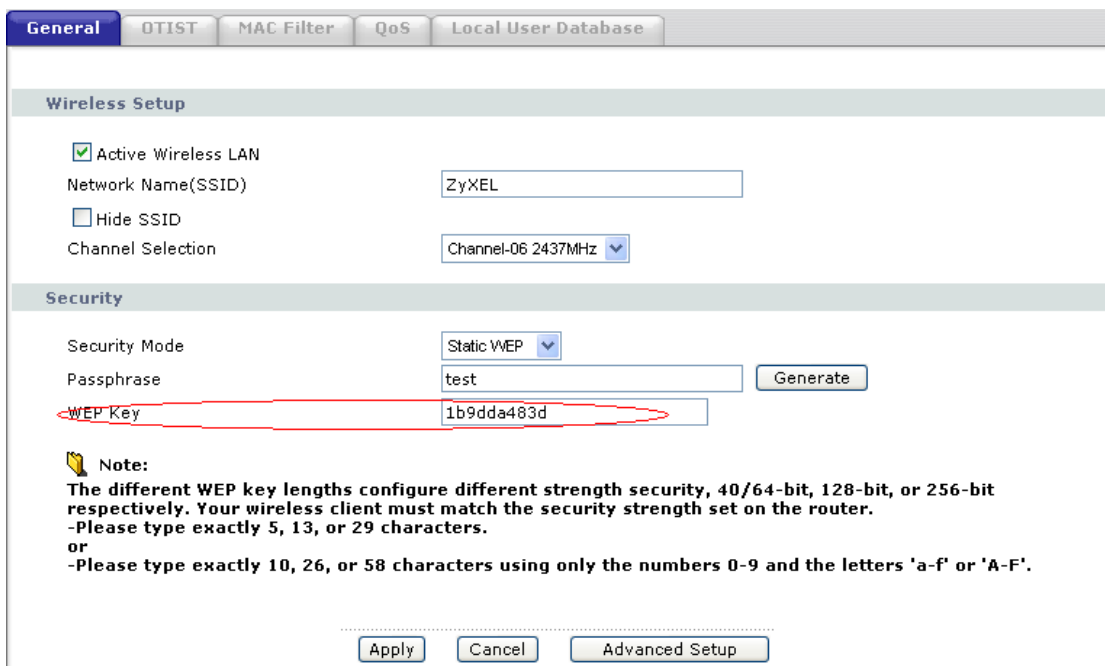 General OTIST MAC Filter QoS Local User Database
Wireless Setup
Active Wireless LAN
Network Name(SSID) ZyXEL
Hide SSID
Channel Selection Channel-06 2437MHz
Security
Security Mode Static WEP
Passphrase test Generate
WEP Key 1b9dda483d
Note:
The different WEP key lengths configure different strength security, 40/64-bit, 128-bit, or 256-bit
respectively. Your wireless client must match the security strength set on the router.
-Please type exactly 5, 13, or 29 characters.
or
-Please type exactly 10, 26, or 58 characters using only the numbers 0-9 and the letters 'a-f' or 'A-F'.
Apply Cancel Advanced Setup